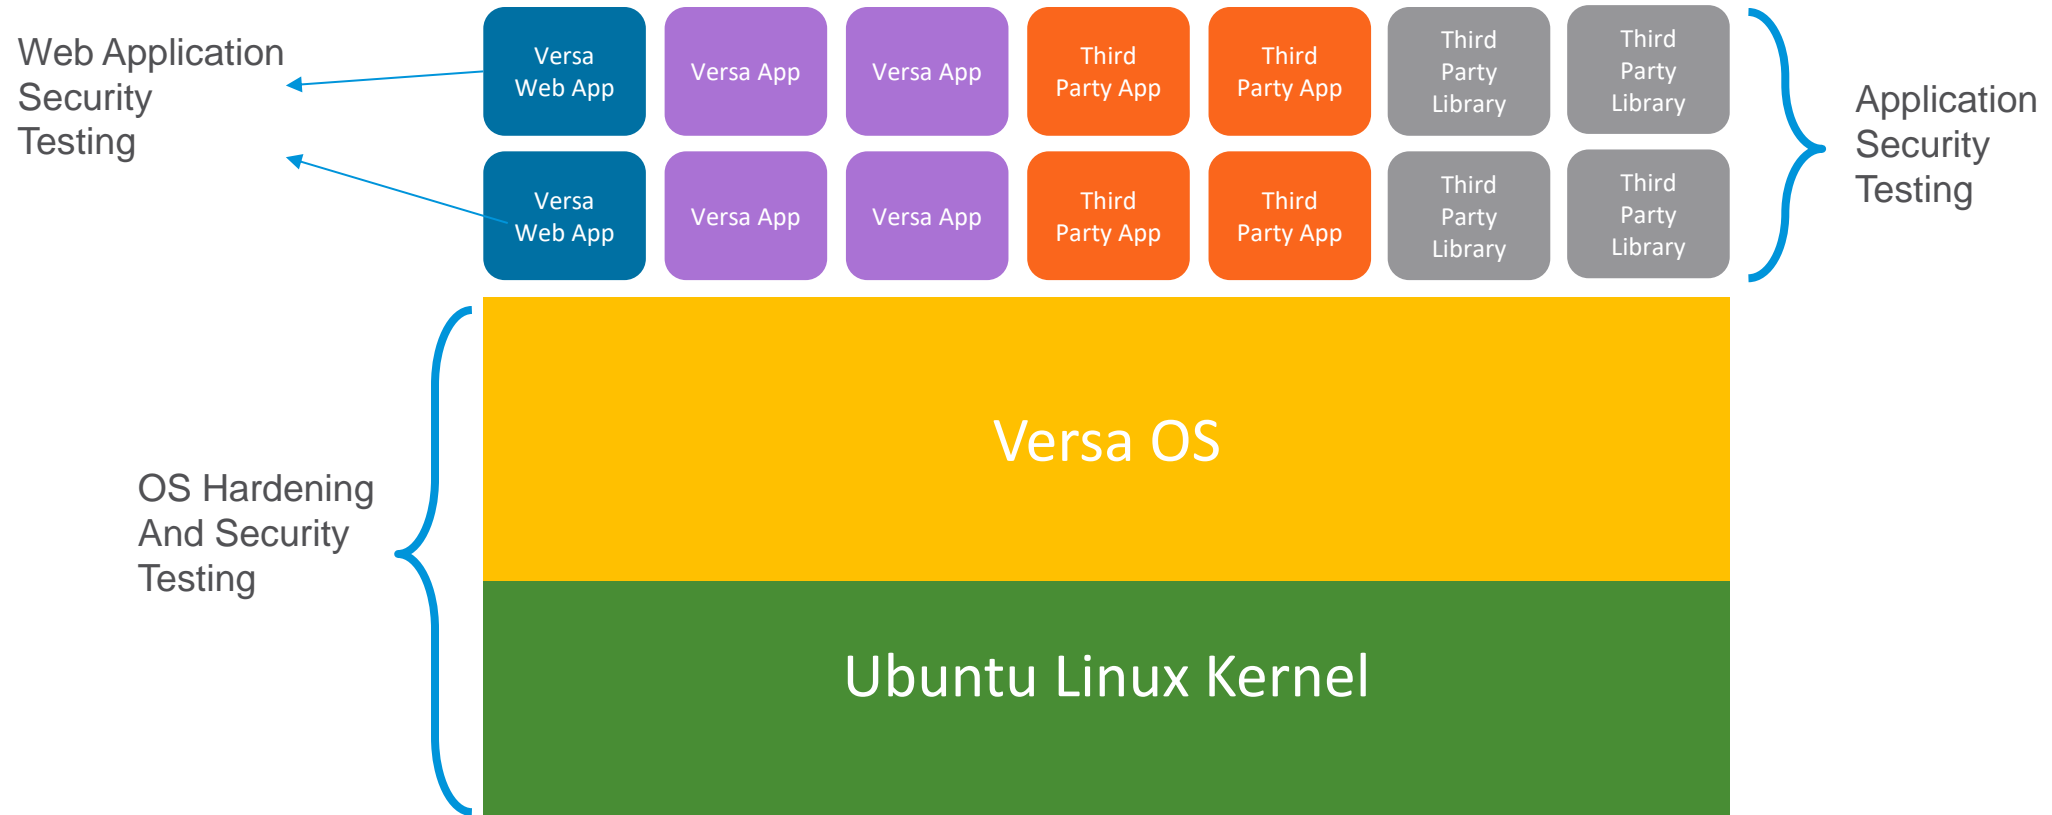 Web Application
Security
Testing
Versa
Web App
Versa App
Versa App
Third
Party App
Third
Party App
Third
Party
Library
Third
Party
Library
Application
Security
Testing
Versa
Web App
Versa App
Versa App
Third
Party App
Third
Party App
Third
Party
Library
Third
Party
Library
Versa OS
OS Hardening
And Security
Testing
Ubuntu Linux Kernel